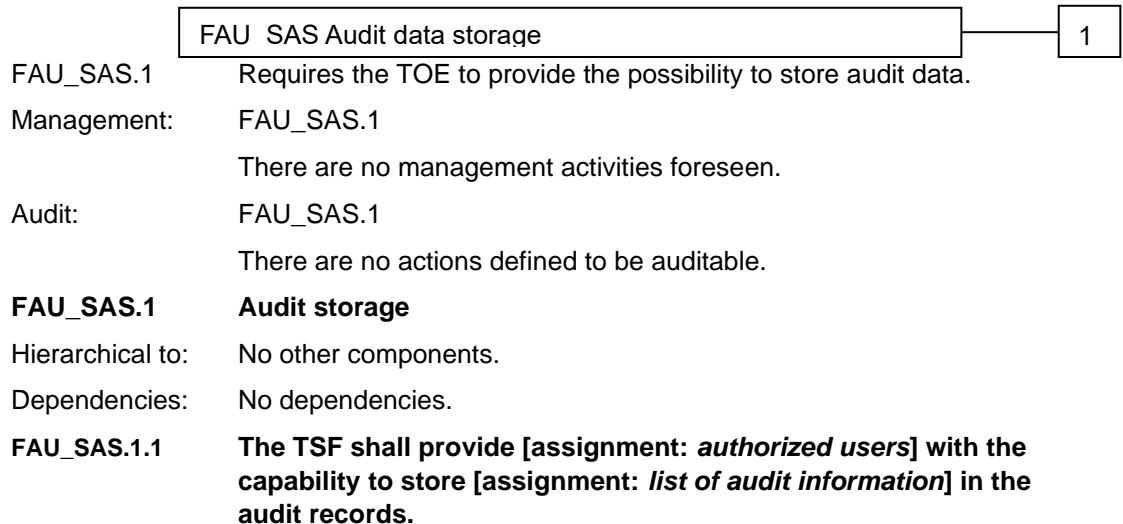 FAU_SAS Audit data storage 1
FAU_SAS.1 Requires the TOE to provide the possibility to store audit data.
Management: FAU_SAS.1
There are no management activities foreseen.
Audit: FAU_SAS.1
There are no actions defined to be auditable.
FAU_SAS.1 Audit storage
Hierarchical to: No other components.
Dependencies: No dependencies.
FAU_SAS.1.1 The TSF shall provide [assignment: authorized users] with the
capability to store [assignment: list of audit information] in the
audit records.